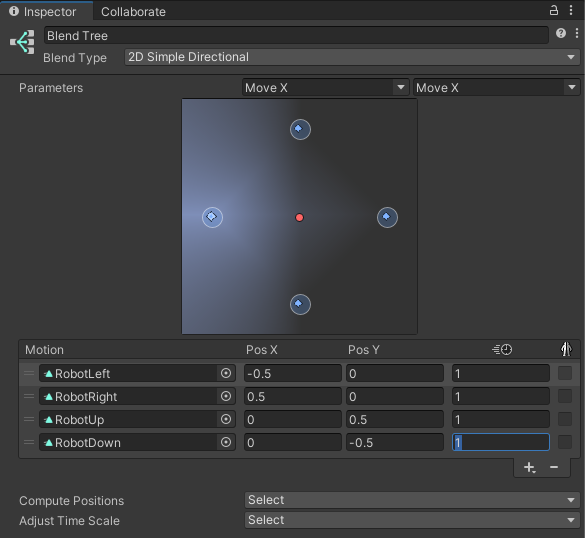 Inspector Collaborate
Blend Tree
Blend Type 2D Simple Directional
Parameters Move X Move X
Motion Pos X Pos Y
RobotLeft -0.5 0 1
RobotRight 0.5 0 1
RobotUp 0 0.5 1
RobotDown 0 -0.5 1
Compute Positions Select
Adjust Time Scale Select